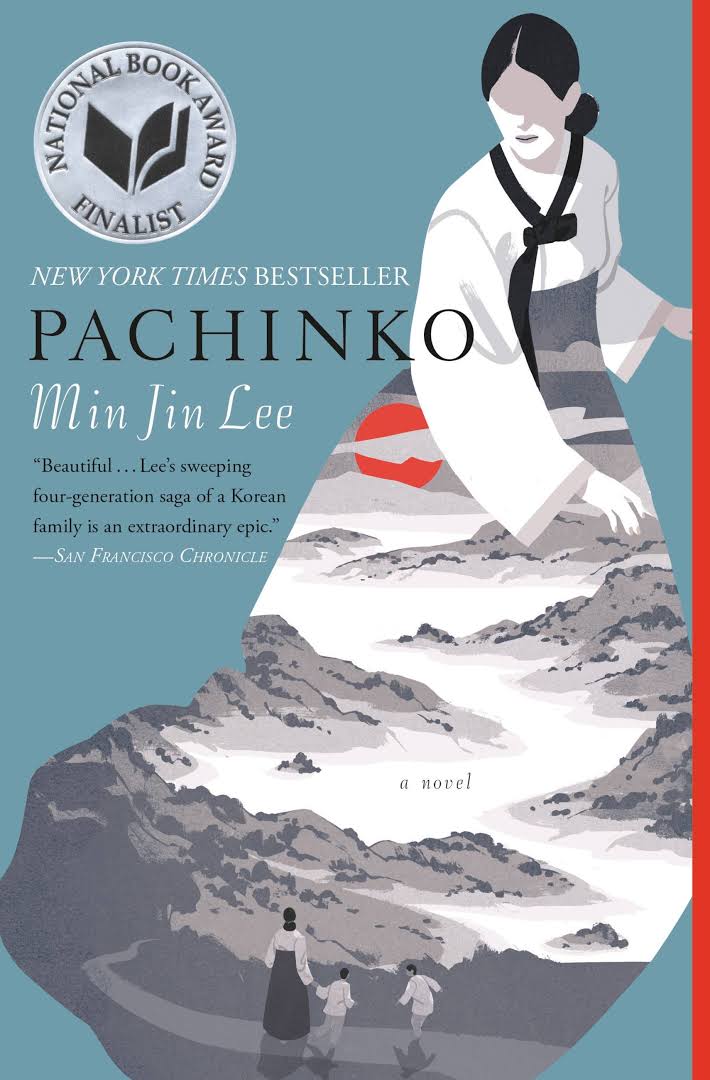 NATIONAL BOOK AWARD
FINALIST
NEW YORK TIMES BESTSELLER
PACHINKO
Min Jin Lee
“Beautiful . . . Lee’s sweeping
four-generation saga of a Korean
family is an extraordinary epic.”
—SAN FRANCISCO CHRONICLE
a novel